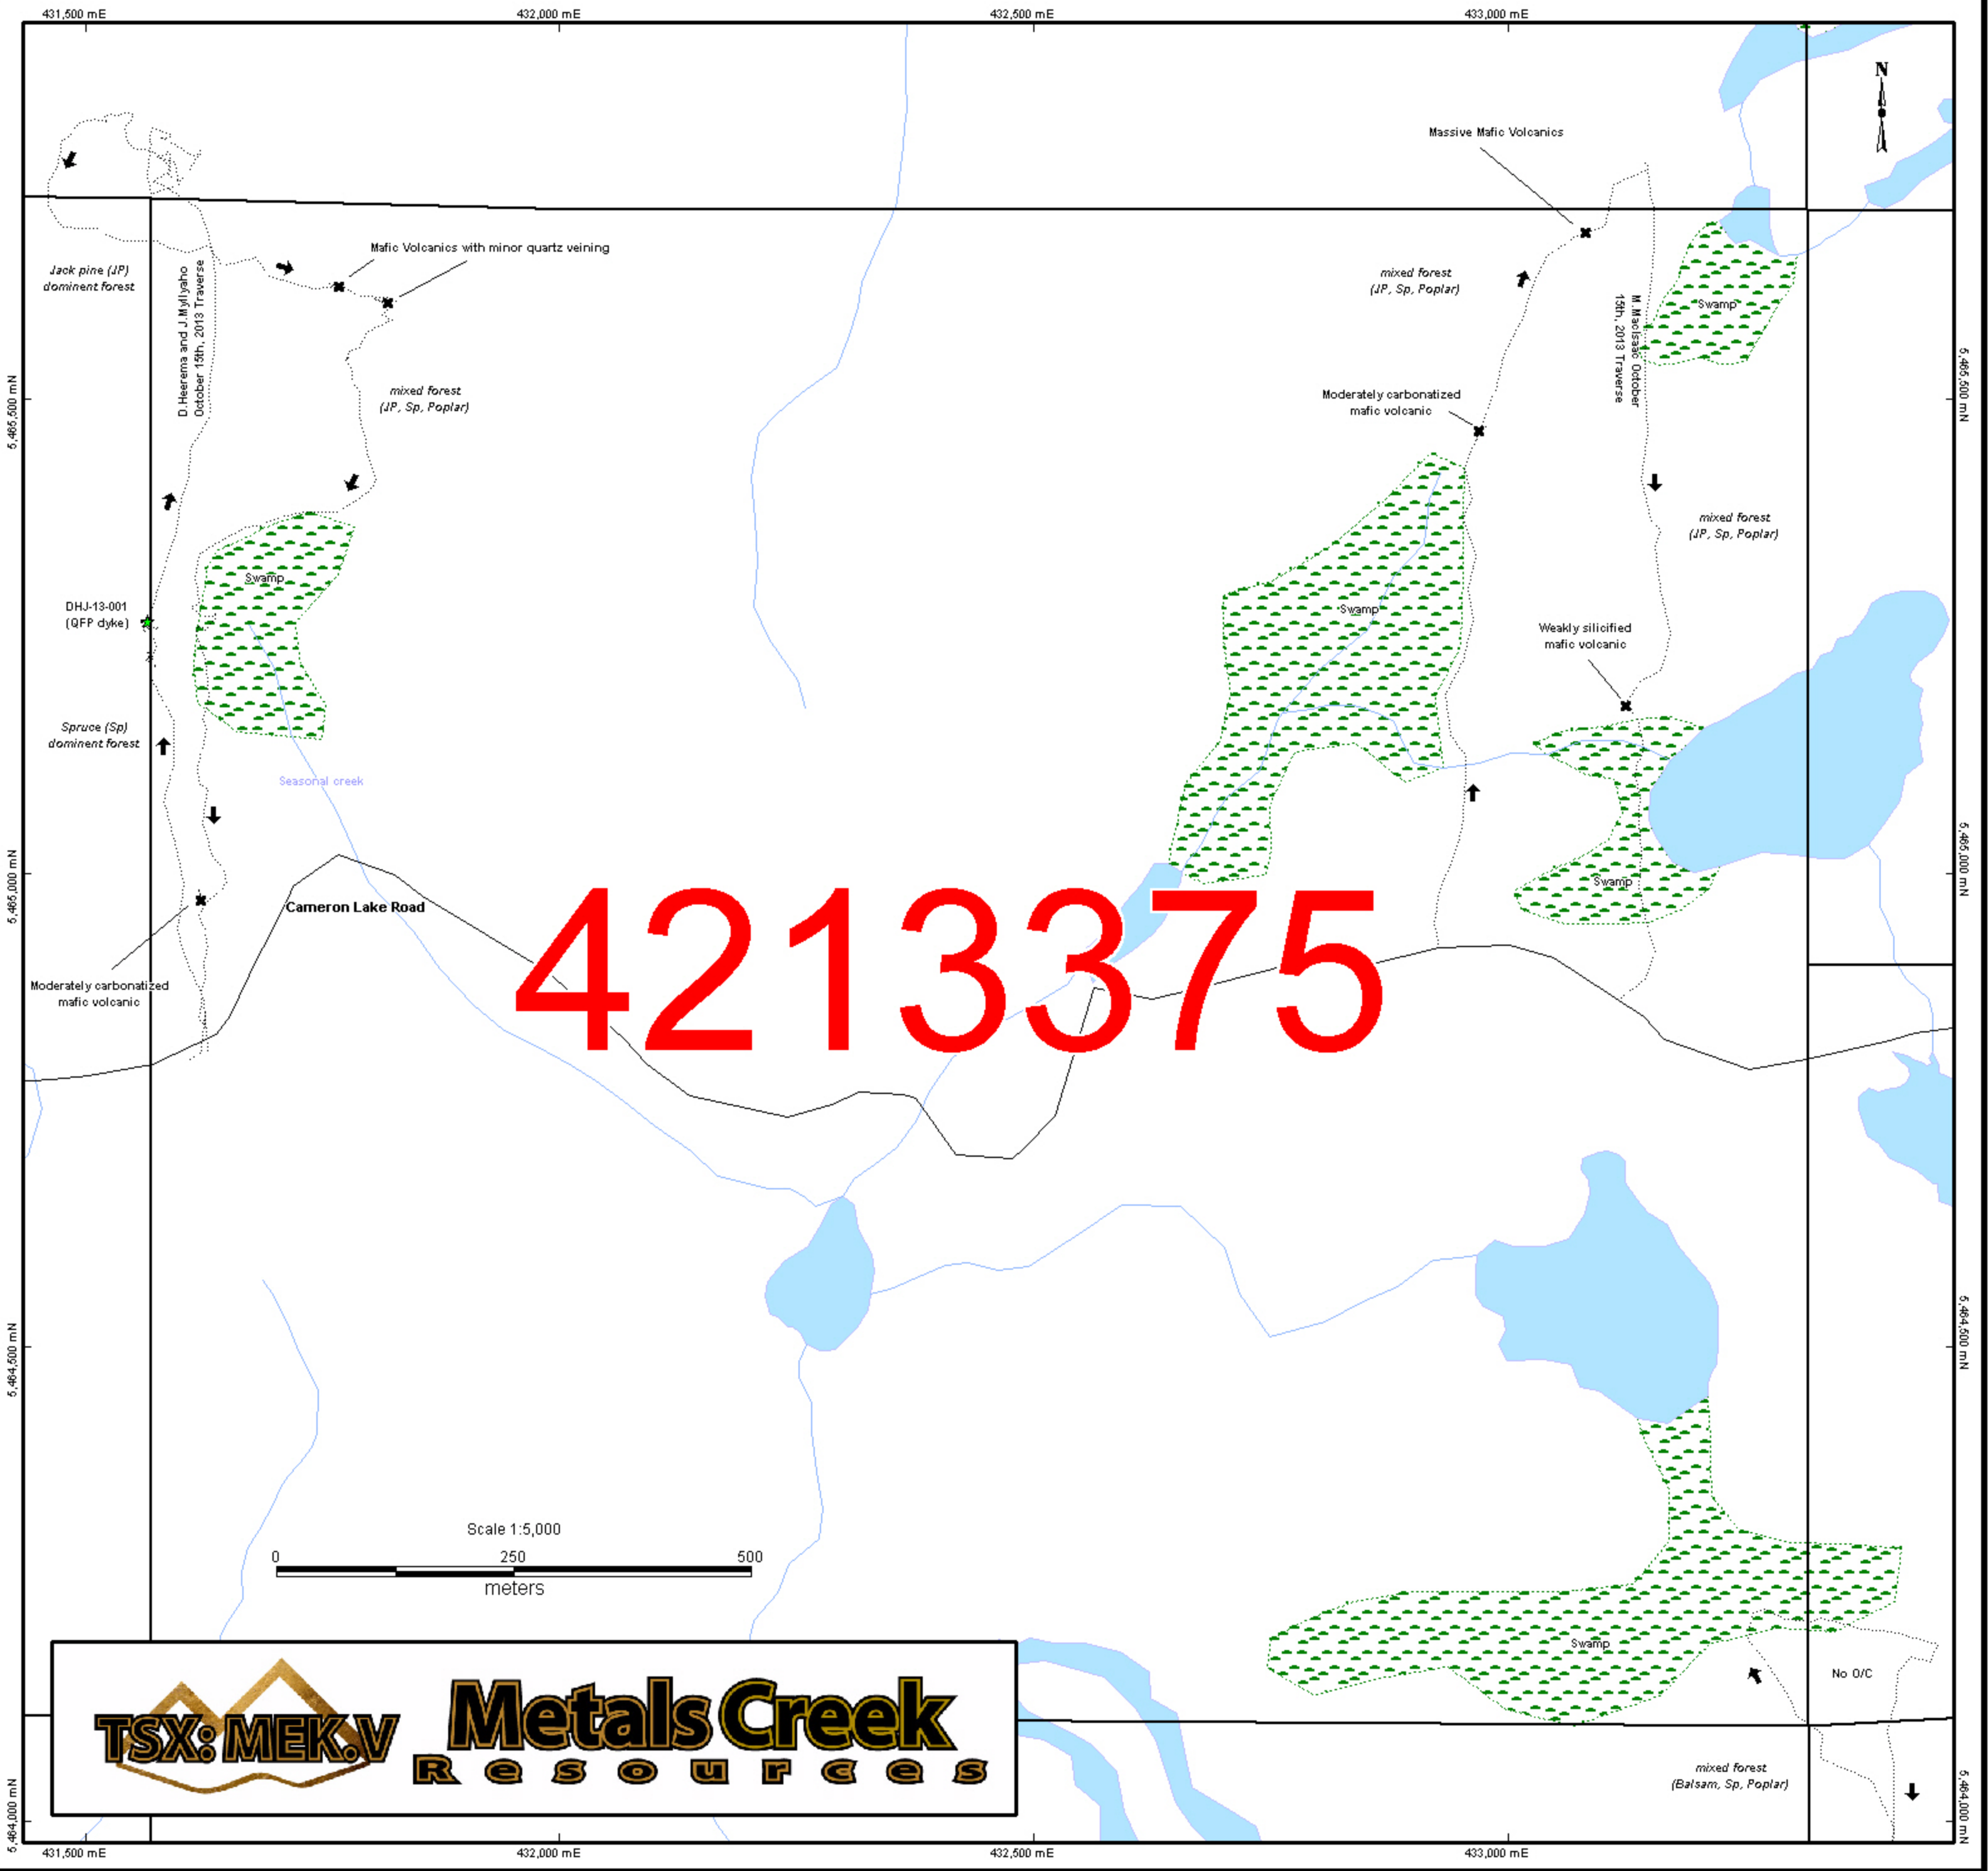 431,500 mE
432,000 mE
432,500 mE
433,000 mE
N
Massive Mafic Volcanics
Mafic Volcanics with minor quartz veining
Jack pine (JP)
dominent forest
D.Heerema and J.Myllyaho
October 15th, 2013 Traverse
mixed forest
(JP, Sp, Poplar)
M.MacIsaac October
15th, 2013 Traverse
Swamp
5,465,500 mN
5,465,500 mN
mixed forest
(JP, Sp, Poplar)
Moderately carbonatized
mafic volcanic
mixed forest
(JP, Sp, Poplar)
Swamp
DHJ-13-001
(QFP dyke)
Swamp
Weakly silicified
mafic volcanic
Spruce (Sp)
dominent forest
Seasonal creek
5,465,000 mN
5,465,000 mN
Swamp
Cameron Lake Road
4213375
Moderately carbonatized
mafic volcanic
5,464,500 mN
5,464,500 mN
Scale 1:5,000
0 250 500
meters
Swamp
No O/C
TSX: MEK.V
Metals Creek
Resources
mixed forest
(Balsam, Sp, Poplar)
5,464,000 mN
5,464,000 mN
431,500 mE
432,000 mE
432,500 mE
433,000 mE